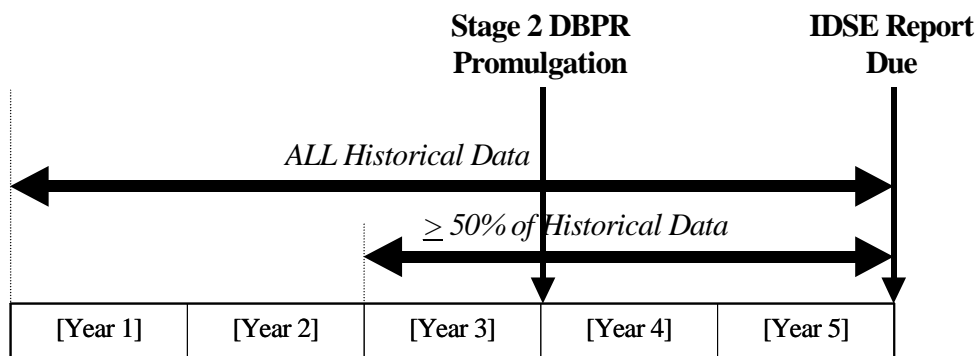 Stage 2 DBPR
Promulgation
IDSE Report
Due
ALL Historical Data
≥ 50% of Historical Data
[Year 1] [Year 2] [Year 3] [Year 4] [Year 5]